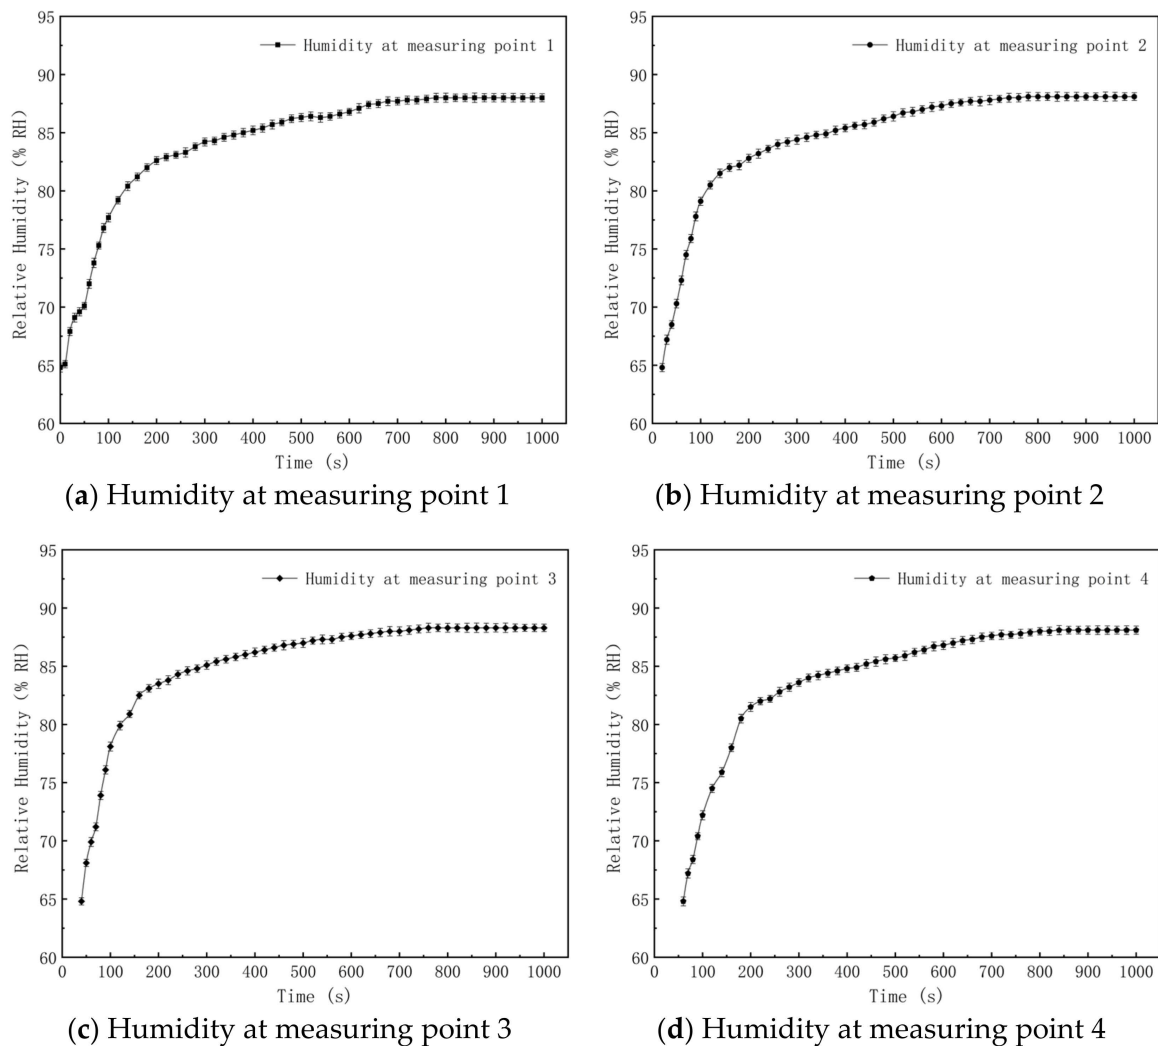 95
90
85
80
75
70
65
60
Relative Humidity (% RH)
Humidity at measuring point 1
0 100 200 300 400 500 600 700 800 900 1000
Time (s)
(a) Humidity at measuring point 1
95
90
85
80
75
70
65
60
Relative Humidity (% RH)
Humidity at measuring point 2
0 100 200 300 400 500 600 700 800 900 1000
Time (s)
(b) Humidity at measuring point 2
95
90
85
80
75
70
65
60
Relative Humidity (% RH)
Humidity at measuring point 3
0 100 200 300 400 500 600 700 800 900 1000
Time (s)
(c) Humidity at measuring point 3
95
90
85
80
75
70
65
60
Relative Humidity (% RH)
Humidity at measuring point 4
0 100 200 300 400 500 600 700 800 900 1000
Time (s)
(d) Humidity at measuring point 4